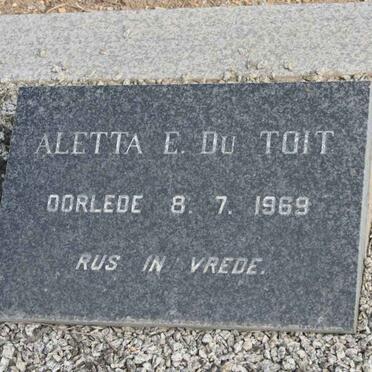 ALETTA E. DU TOIT
OORLEDE 8. 7. 1969
RUS IN VREDE.